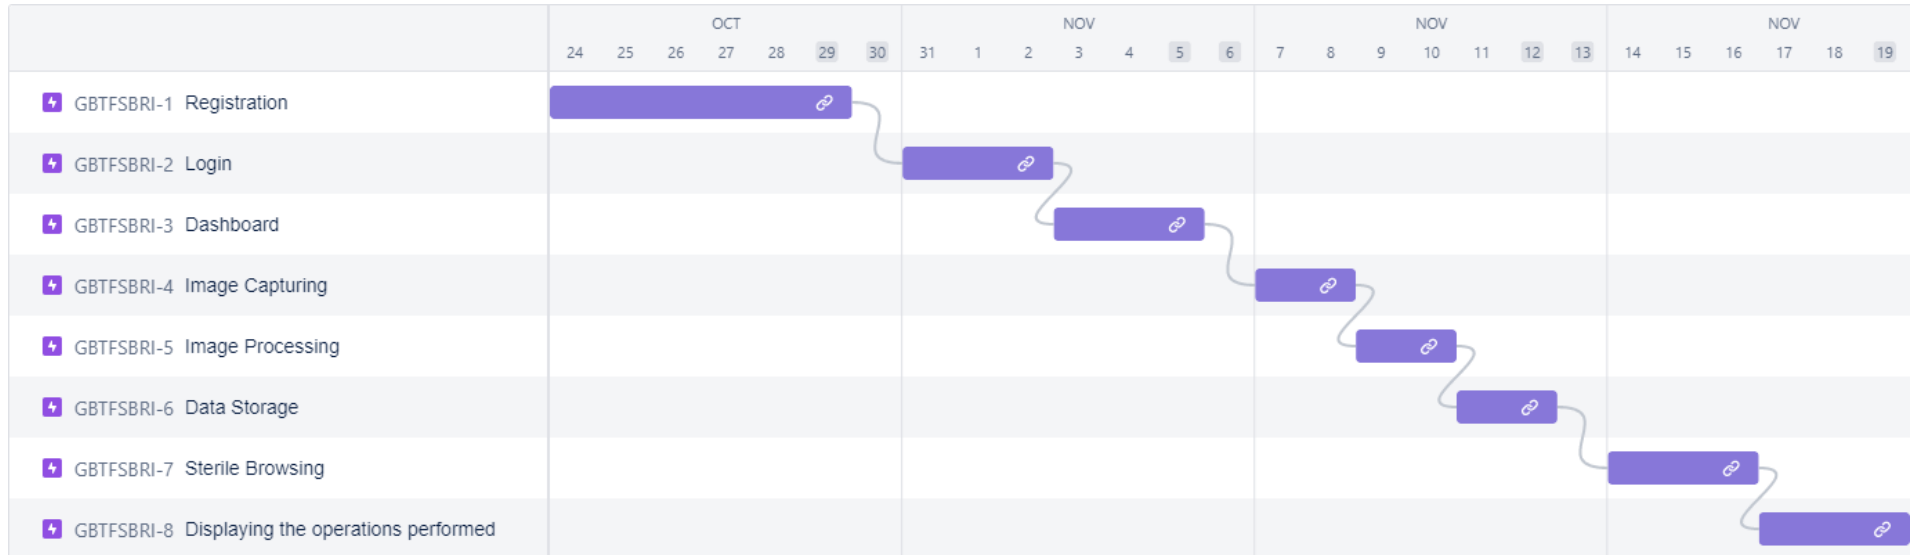 OCT NOV NOV NOV
24 25 26 27 28 29 30 31 1 2 3 4 5 6 7 8 9 10 11 12 13 14 15 16 17 18 19
GBTFSBRI-1 Registration
GBTFSBRI-2 Login
GBTFSBRI-3 Dashboard
GBTFSBRI-4 Image Capturing
GBTFSBRI-5 Image Processing
GBTFSBRI-6 Data Storage
GBTFSBRI-7 Sterile Browsing
GBTFSBRI-8 Displaying the operations performed